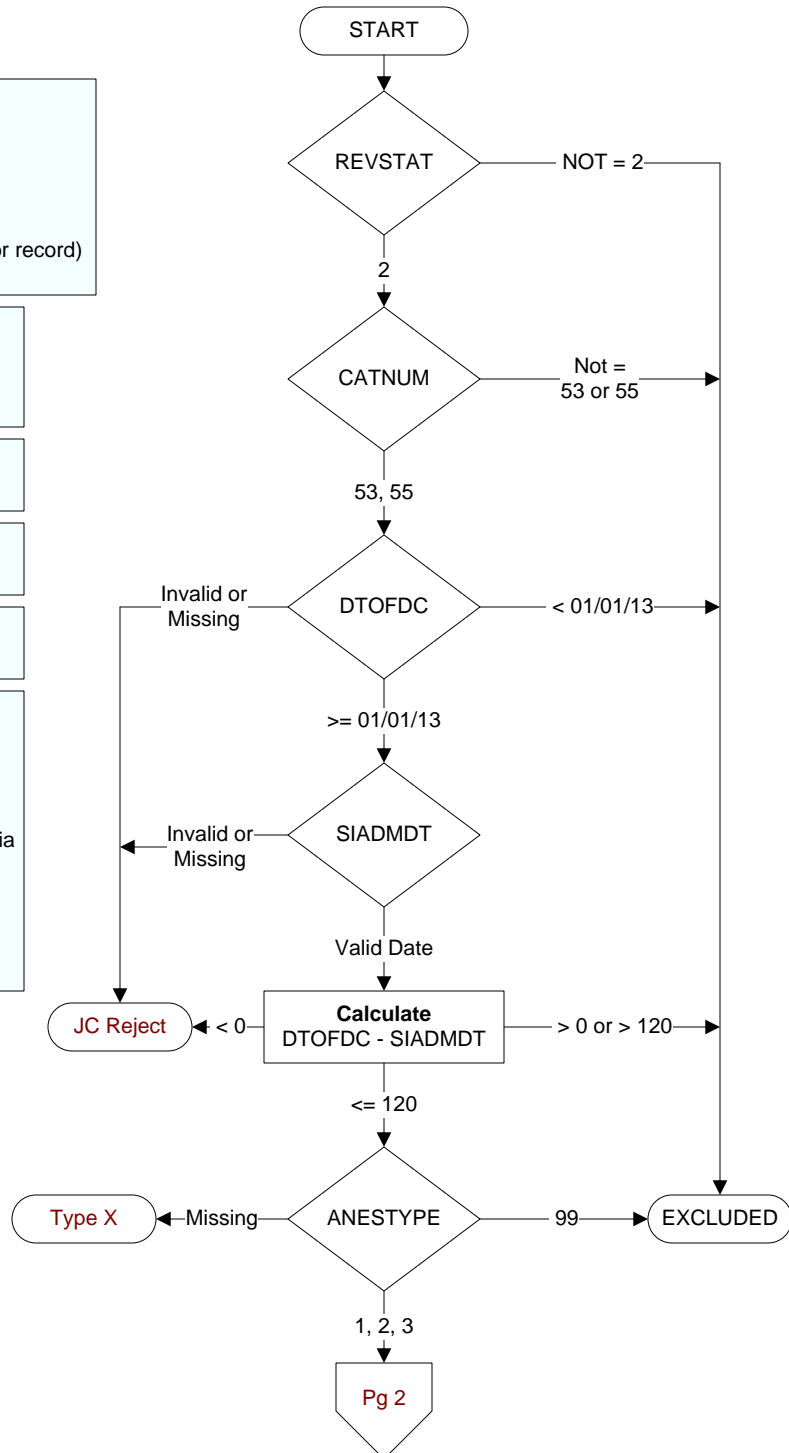 START
REVSTAT
NOT = 2
or record)
2
CATNUM
Not =
53 or 55
53, 55
Invalid or
Missing
DTOFDC
< 01/01/13
>= 01/01/13
Invalid or
Missing
SIADMDT
ia
Valid Date
JC Reject
< 0
Calculate
DTOFDC - SIADMDT
> 0 or > 120
<= 120
Type X
Missing
ANESTYPE
99
EXCLUDED
1, 2, 3
Pg 2